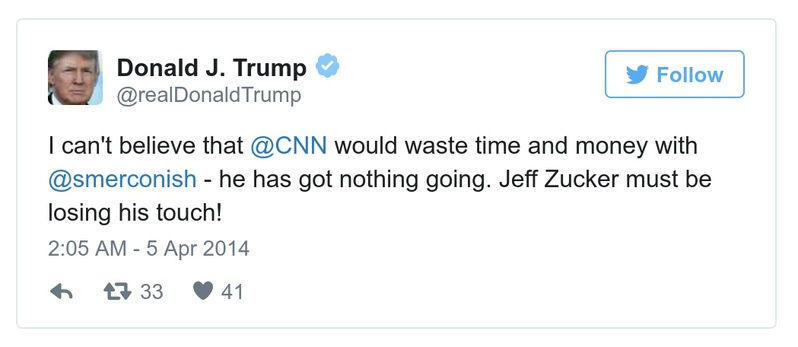 Donald J. Trump
@realDonaldTrump
Follow
I can't believe that @CNN would waste time and money with
@smerconish - he has got nothing going. Jeff Zucker must be
losing his touch!
2:05 AM - 5 Apr 2014
33 41